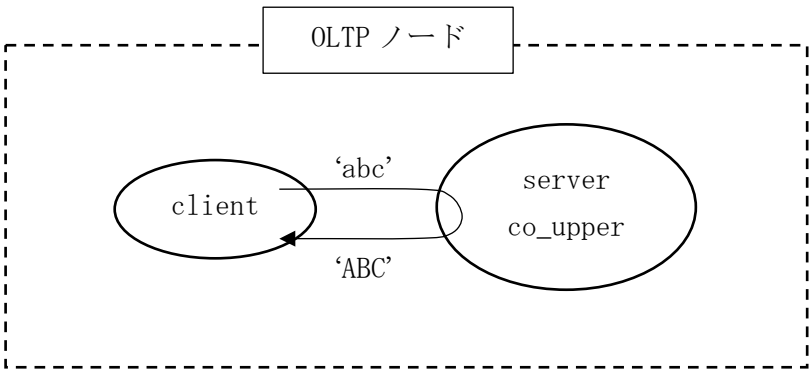 OLTP ノード
‘abc’
client
server
co_upper
‘ABC’